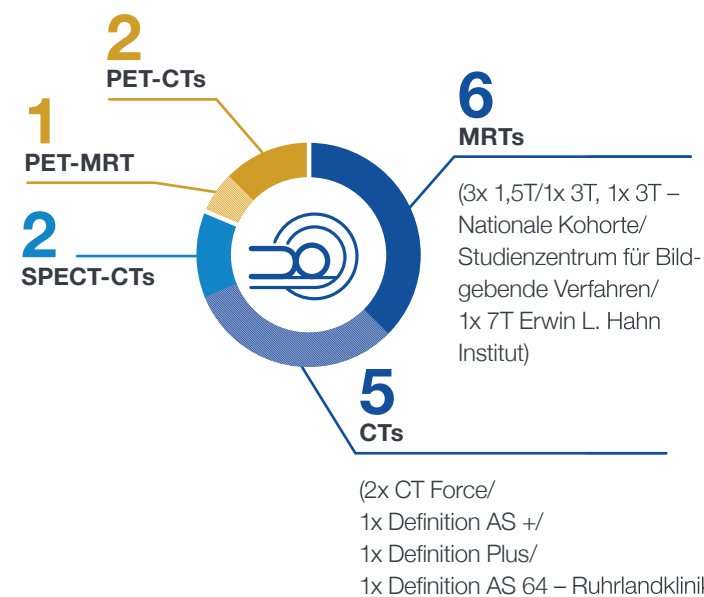 2
PET-CTs
1
PET-MRT
2
SPECT-CTs
6
MRTs
(3x 1,5T/1x 3T, 1x 3T –
Nationale Kohorte/
Studienzentrum für Bild-
gebende Verfahren/
1x 7T Erwin L. Hahn
Institut)
5
CTs
(2x CT Force/
1x Definition AS +/
1x Definition Plus/
1x Definition AS 64 – Ruhrlandklinik